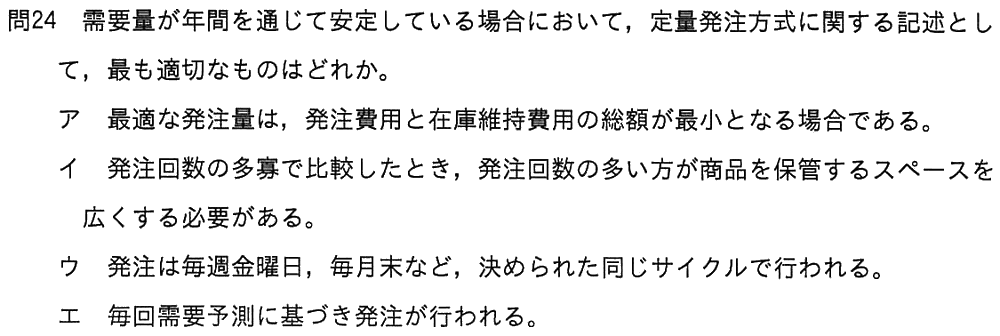 問24　需要量が年間を通じて安定している場合において，定量発注方式に関する記述とし
て，最も適切なものはどれか。
ア　最適な発注量は，発注費用と在庫維持費用の総額が最小となる場合である。
イ　発注回数の多寡で比較したとき，発注回数の多い方が商品を保管するスペースを
広くする必要がある。
ウ　発注は毎週金曜日，毎月末など，決められた同じサイクルで行われる。
エ　毎回需要予測に基づき発注が行われる。